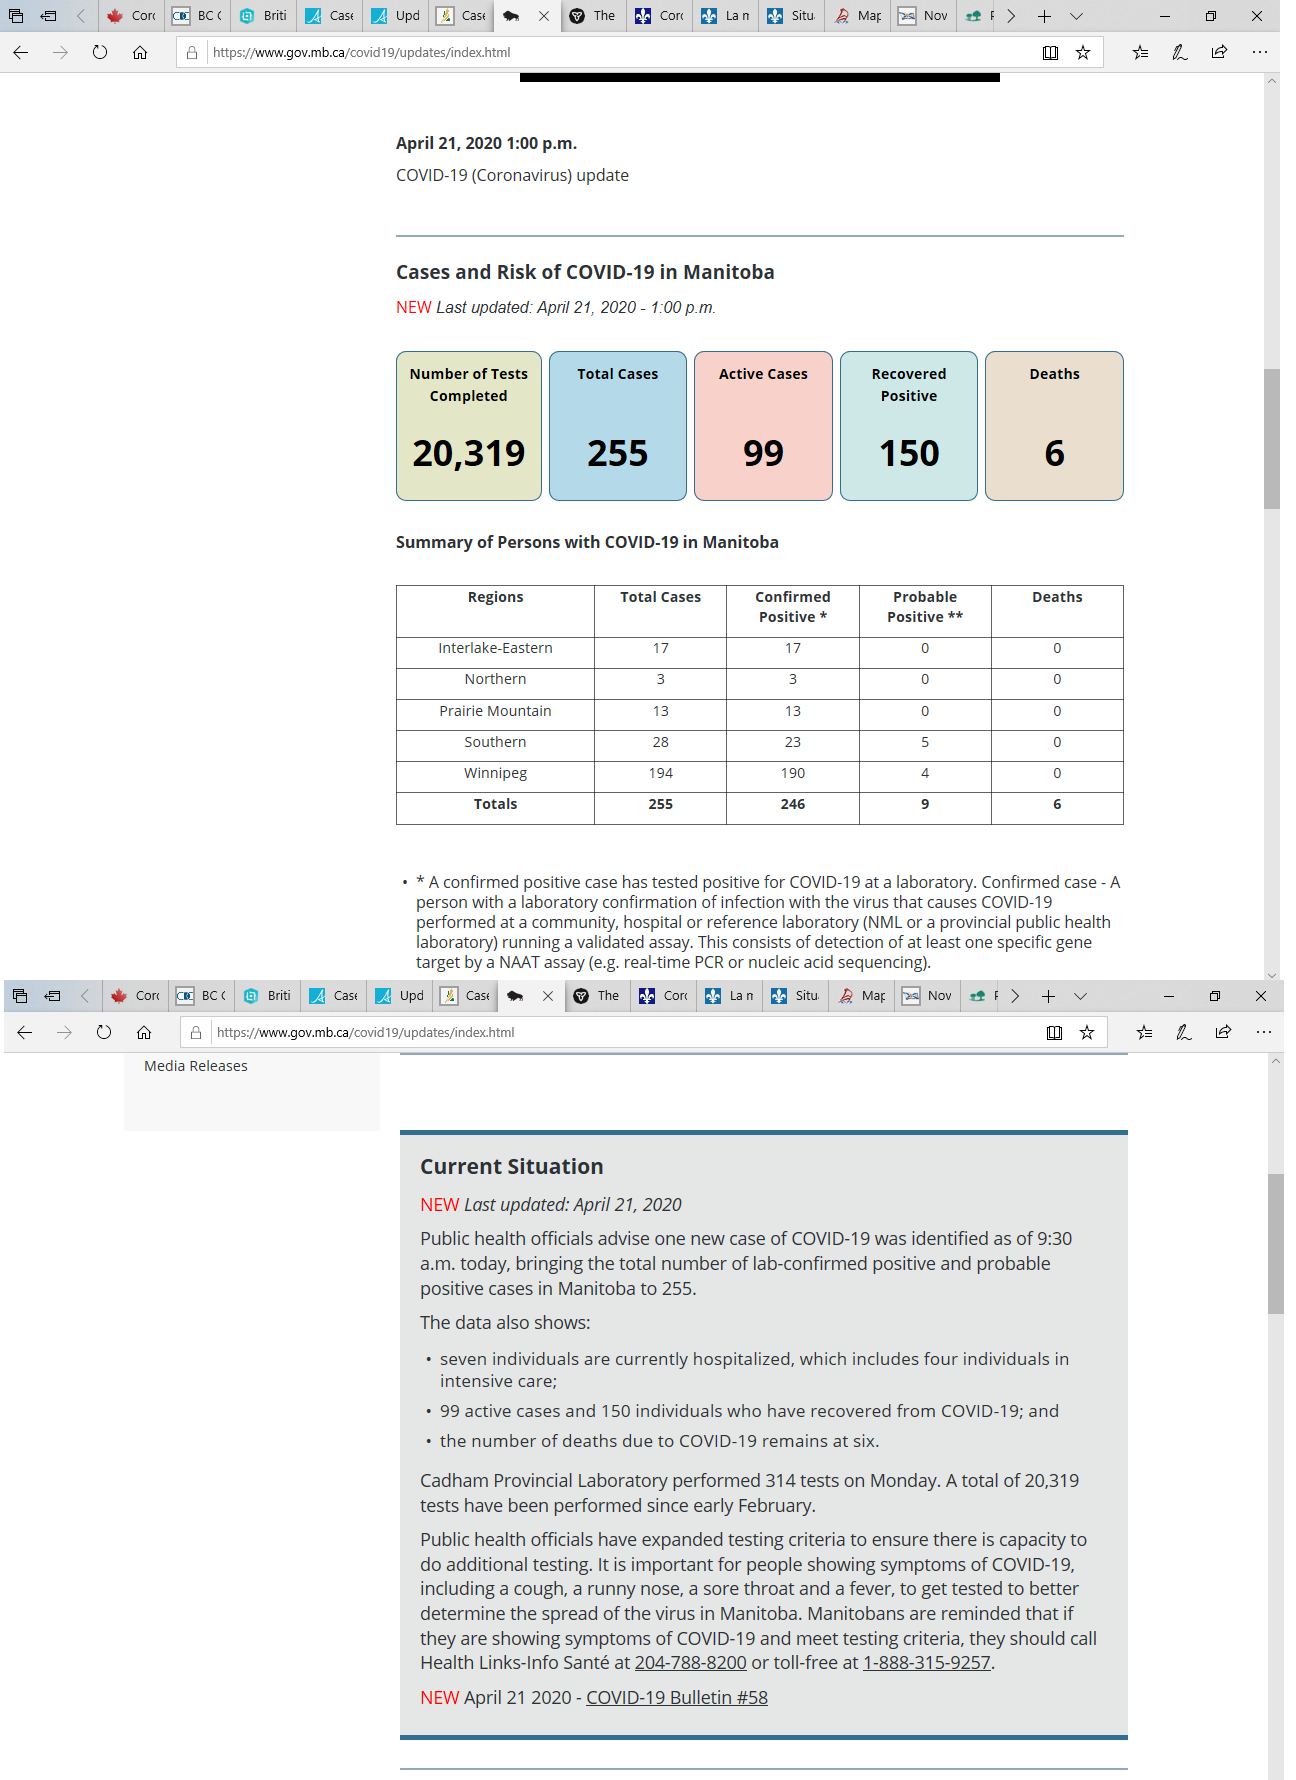 Corc
BC (
Briti
Case
Upd
Case
The
Corc
La n
Situ
Map
Nov
https://www.gov.mb.ca/covid19/updates/index.html
April 21, 2020 1:00 p.m.
COVID-19 (Coronavirus) update
Cases and Risk of COVID-19 in Manitoba
NEW Last updated: April 21, 2020 - 1:00 p.m.
Number of Tests Total Cases Active Cases Recovered Deaths
Completed Positive
20,319 255 99 150 6
Summary of Persons with COVID-19 in Manitoba
Regions Total Cases Confirmed Probable Deaths
Positive * Positive **
Interlake-Eastern 17 17 0 0
Northern 3 3 0 0
Prairie Mountain 13 13 0 0
Southern 28 23 5 0
Winnipeg 194 190 4 0
Totals 255 246 9 6
• * A confirmed positive case has tested positive for COVID-19 at a laboratory. Confirmed case - A
person with a laboratory confirmation of infection with the virus that causes COVID-19
performed at a community, hospital or reference laboratory (NML or a provincial public health
laboratory) running a validated assay. This consists of detection of at least one specific gene
target by a NAAT assay (e.g. real-time PCR or nucleic acid sequencing).
Corc
BC (
Briti
Case
Upd
Case
The
Corc
La n
Situ
Map
Nov
https://www.gov.mb.ca/covid19/updates/index.html
Media Releases
Current Situation
NEW Last updated: April 21, 2020
Public health officials advise one new case of COVID-19 was identified as of 9:30
a.m. today, bringing the total number of lab-confirmed positive and probable
positive cases in Manitoba to 255.
The data also shows:
• seven individuals are currently hospitalized, which includes four individuals in
intensive care;
• 99 active cases and 150 individuals who have recovered from COVID-19; and
• the number of deaths due to COVID-19 remains at six.
Cadham Provincial Laboratory performed 314 tests on Monday. A total of 20,319
tests have been performed since early February.
Public health officials have expanded testing criteria to ensure there is capacity to
do additional testing. It is important for people showing symptoms of COVID-19,
including a cough, a runny nose, a sore throat and a fever, to get tested to better
determine the spread of the virus in Manitoba. Manitobans are reminded that if
they are showing symptoms of COVID-19 and meet testing criteria, they should call
Health Links-Info Santé at 204-788-8200 or toll-free at 1-888-315-9257.
NEW April 21 2020 - COVID-19 Bulletin #58